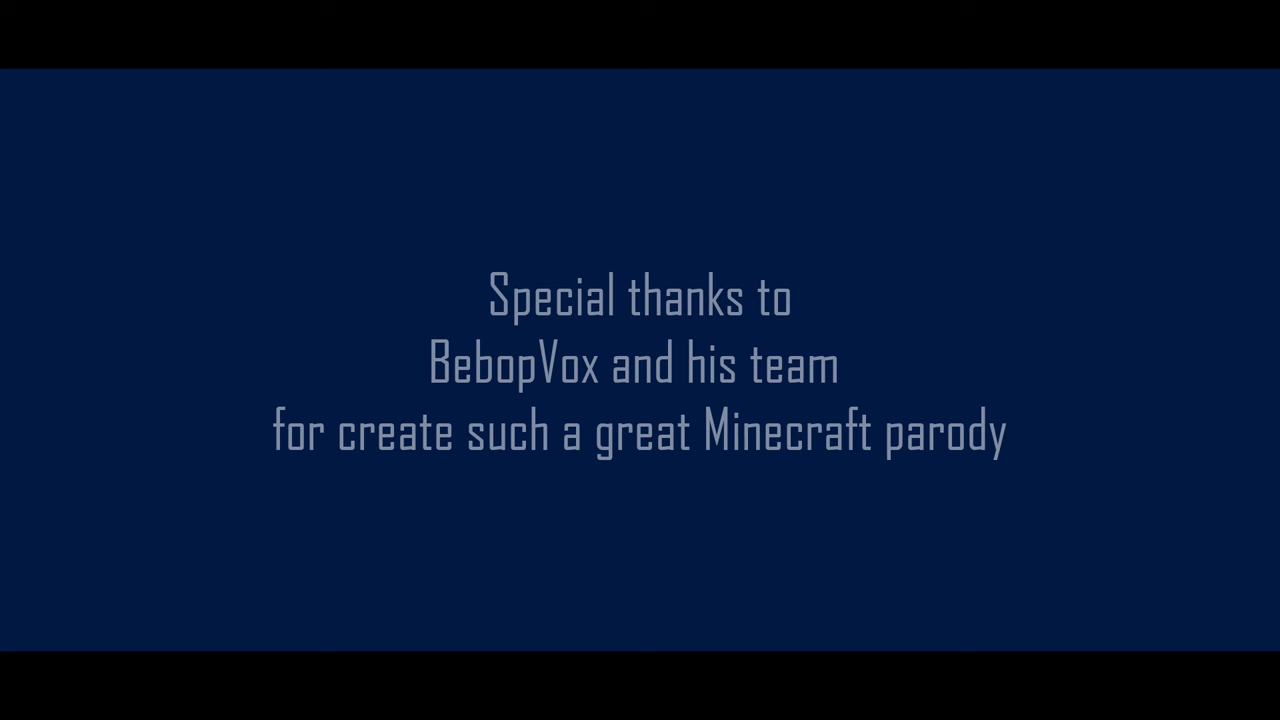 Special thanks to
BebopVox and his team
for create such a great Minecraft parody